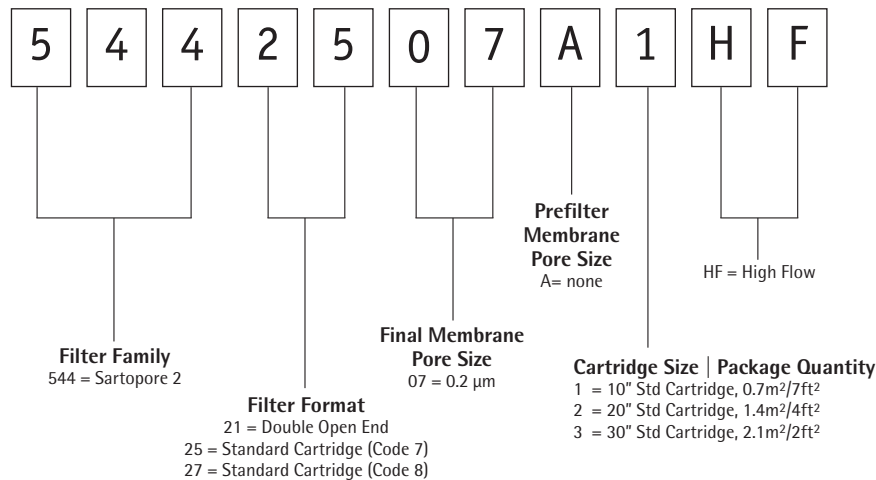 5 4 4 2 5 0 7 A 1 H F
Prefilter
Membrane
Pore Size
A= none
HF = High Flow
Final Membrane
Pore Size
07 = 0.2 µm
Filter Family
544 = Sartopore 2
Cartridge Size | Package Quantity
1 = 10" Std Cartridge, 0.7m²/7ft²
2 = 20" Std Cartridge, 1.4m²/4ft²
3 = 30" Std Cartridge, 2.1m²/2ft²
Filter Format
21 = Double Open End
25 = Standard Cartridge (Code 7)
27 = Standard Cartridge (Code 8)